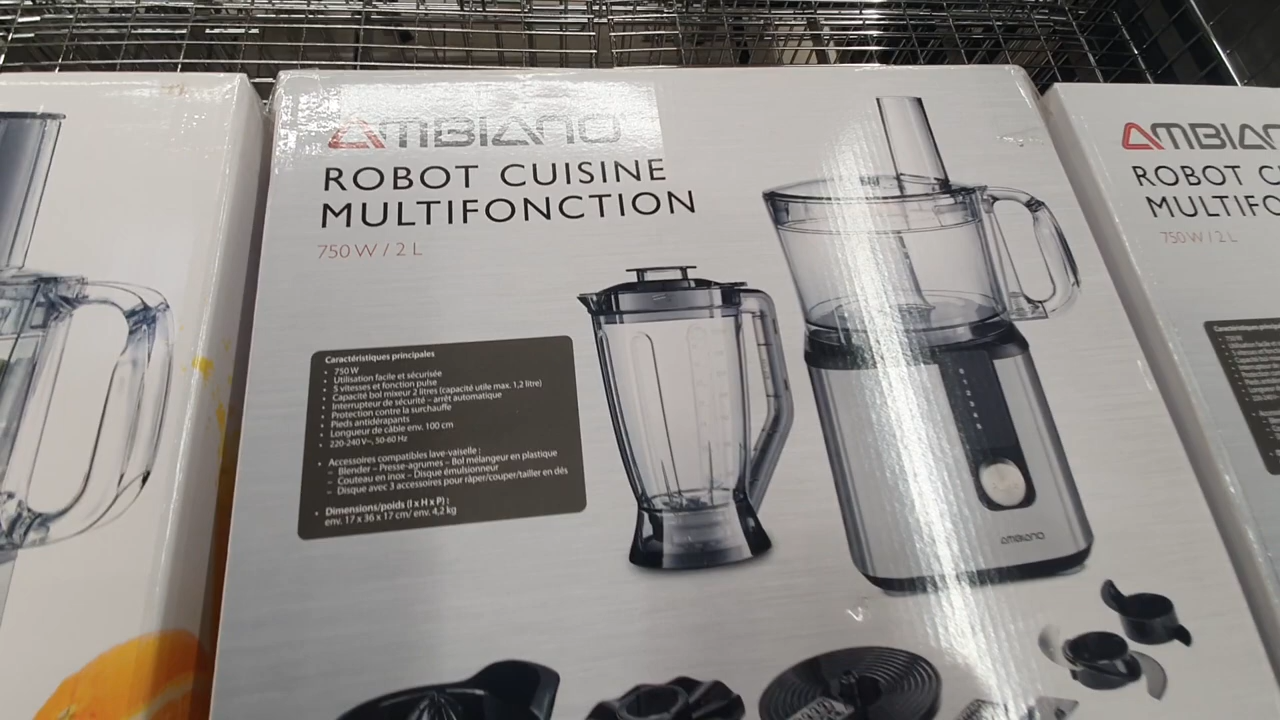 AMBIANO
ROBOT CUISINE
MULTIFONCTION
750 W / 2 L
Caractéristiques principales
• 750 W
• Utilisation facile et sécurisée
• 5 vitesses et fonction pulse
• Capacité bol mixeur 2 litres (capacité utile max. 1,2 litre)
• Interrupteur de sécurité – arrêt automatique
• Protection contre la surchauffe
• Pieds antidérapants
• Longueur de câble env. 100 cm
• 220-240 V~, 50-60 Hz
• Accessoires compatibles lave-vaiselle :
– Blender – Presse-agrumes – Bol mélangeur en plastique
– Couteau en inox – Disque émulsionneur
– Disque avec 3 accessoires pour râper/couper/tailler en dés
• Dimensions/poids (l x H x P) :
env. 17 x 36 x 17 cm/ env. 4,2 kg
AMBIANO
AMBIAN
ROBOT C
MULTIFO
750 W / 2 L